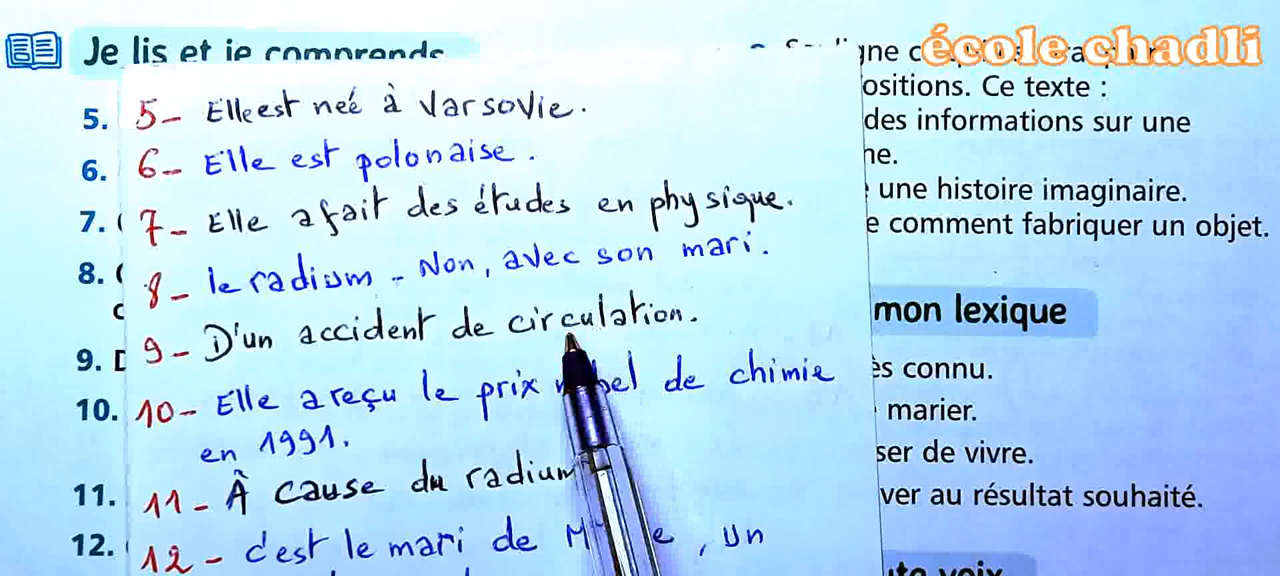 Je lis et je comprends
école chadli
ositions. Ce texte :
des informations sur une
ne.
une histoire imaginaire.
e comment fabriquer un objet.
5. 5- Elle est neé à Varsovie.
6. 6- Elle est polonaise.
7. 7- Elle a fait des études en physique.
8. 8- le radium - Non, avec son mari.
9. 9- D'un accident de circulation.
10. 10- Elle a reçu le prix de chimie
en 1991.
11. 11- À cause du radium
12. 12- c'est le mari de , un
mon lexique
ès connu.
marier.
ser de vivre.
ver au résultat souhaité.
voix